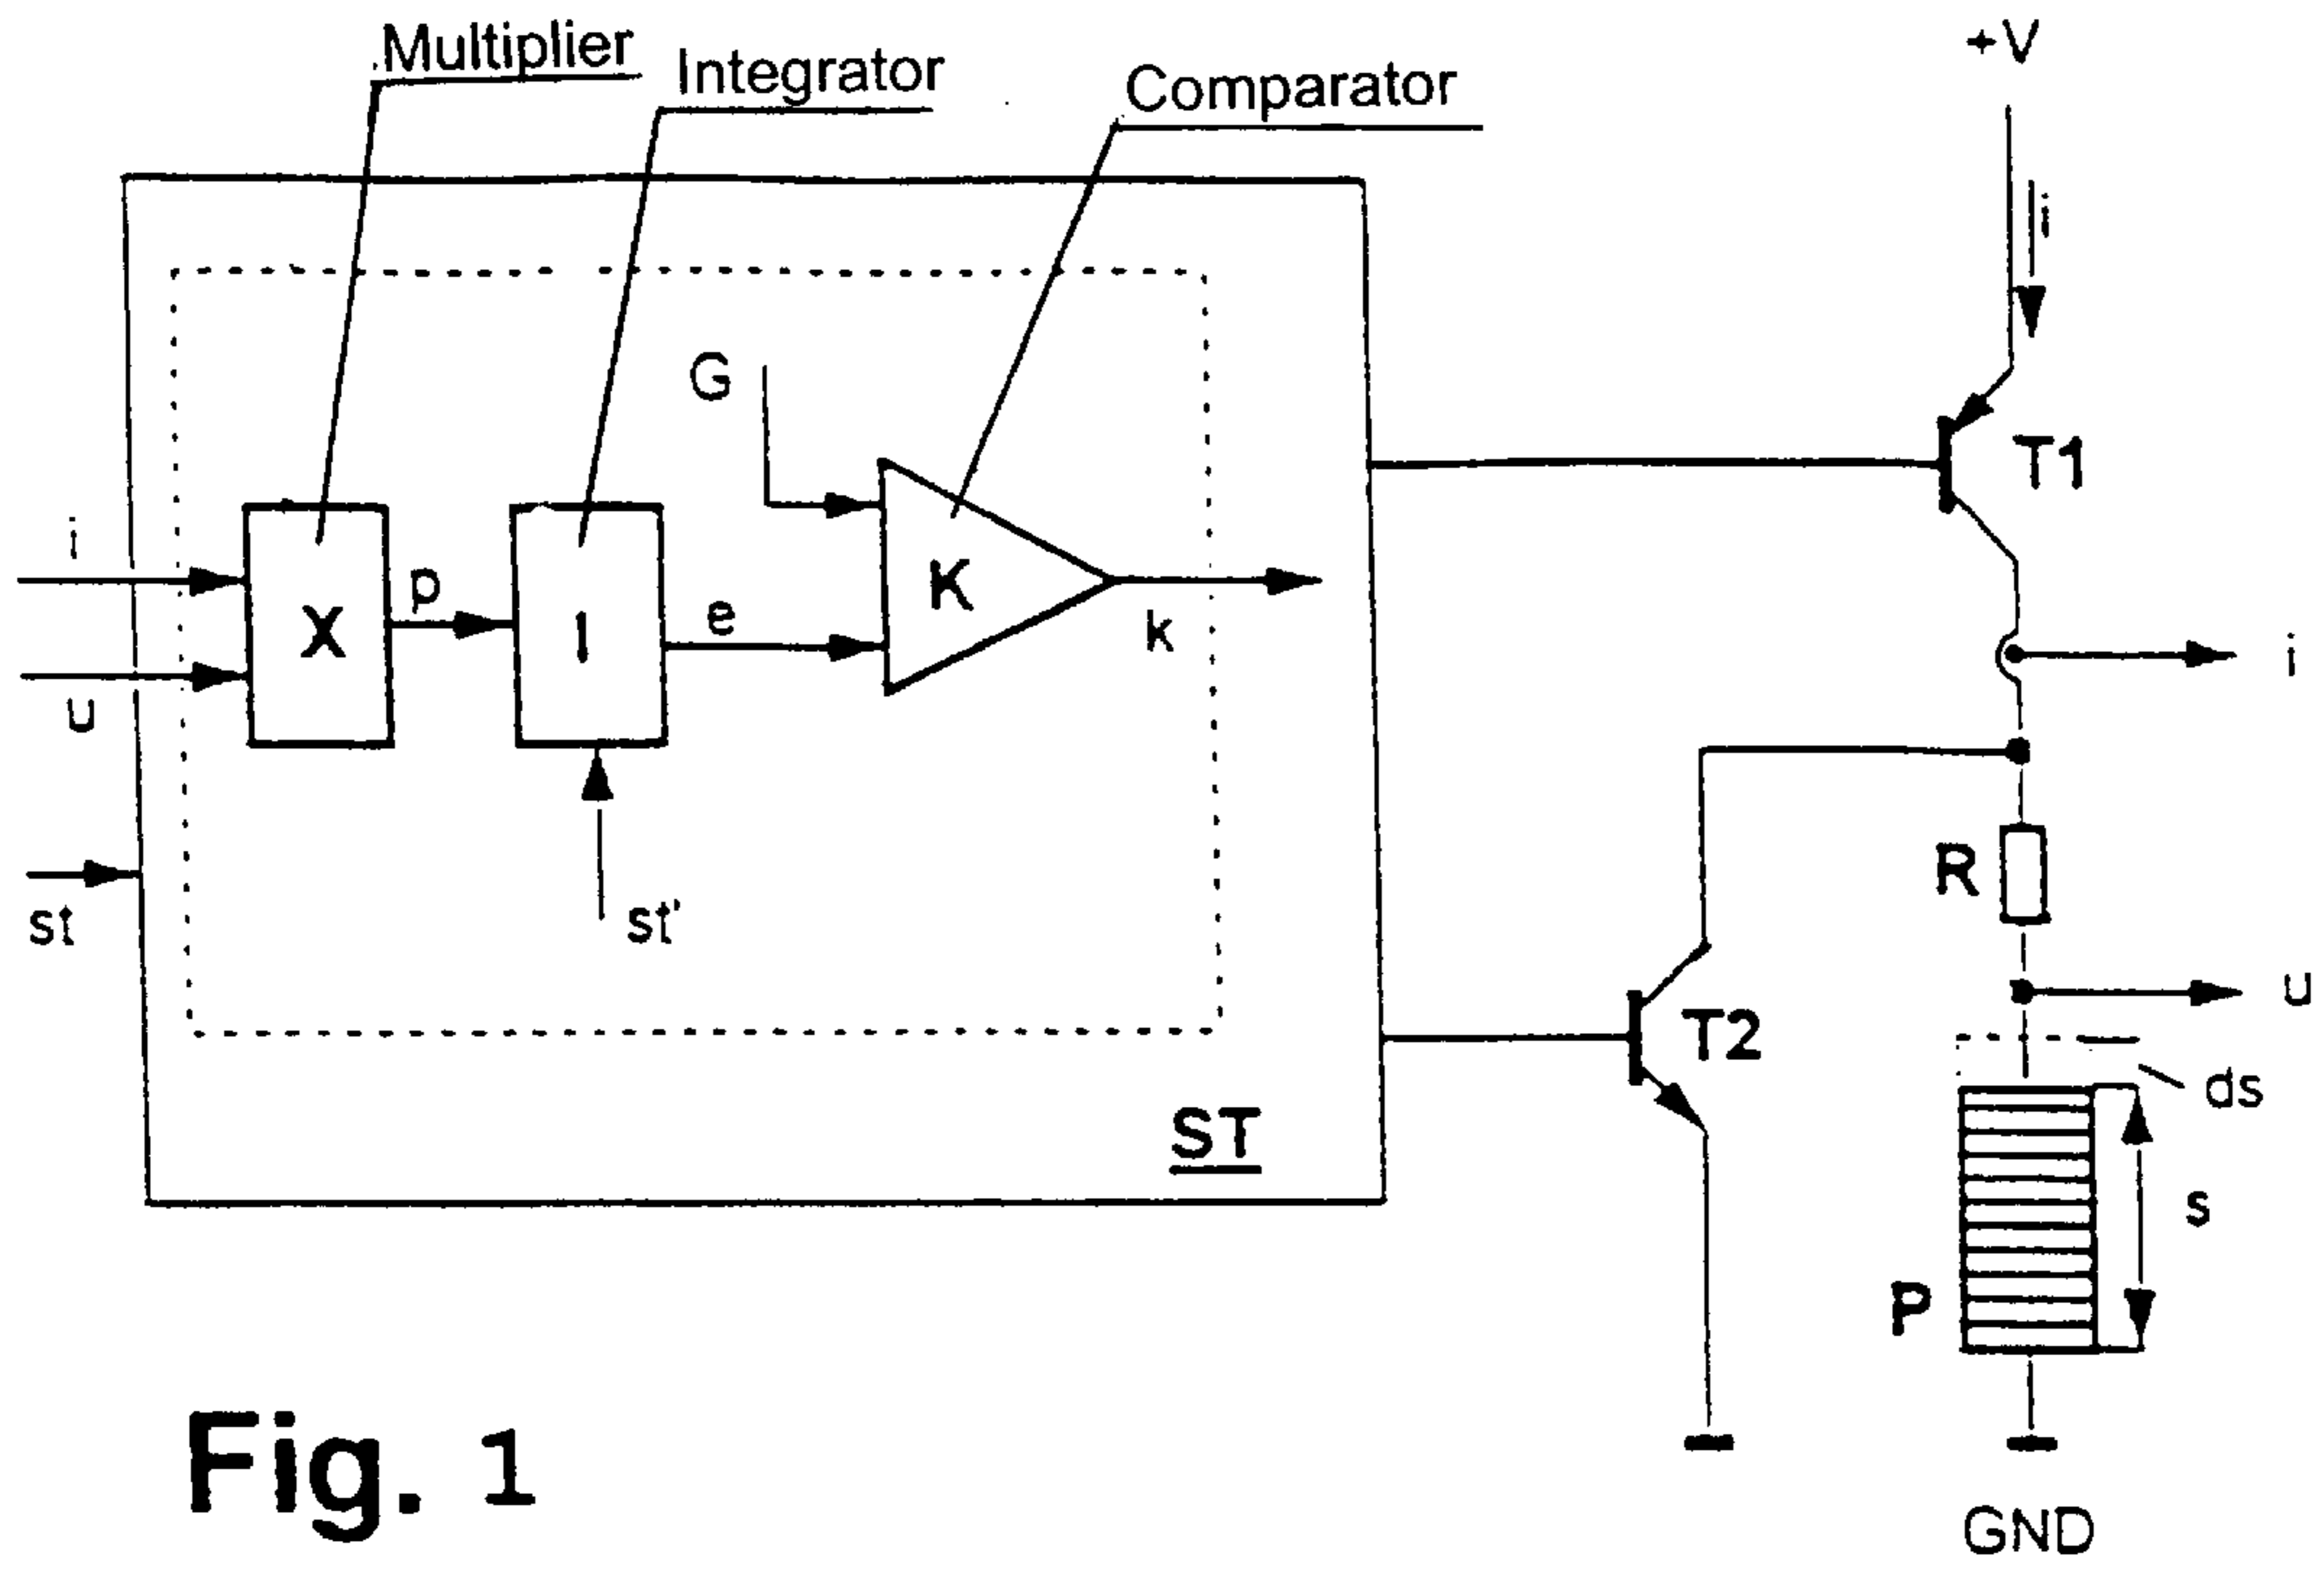 Multiplier
Integrator
Comparator
+V
i
G
T1
i
X
p
I
e
K
k
i
u
st
st'
R
u
T2
ds
ST
s
P
Fig. 1
GND